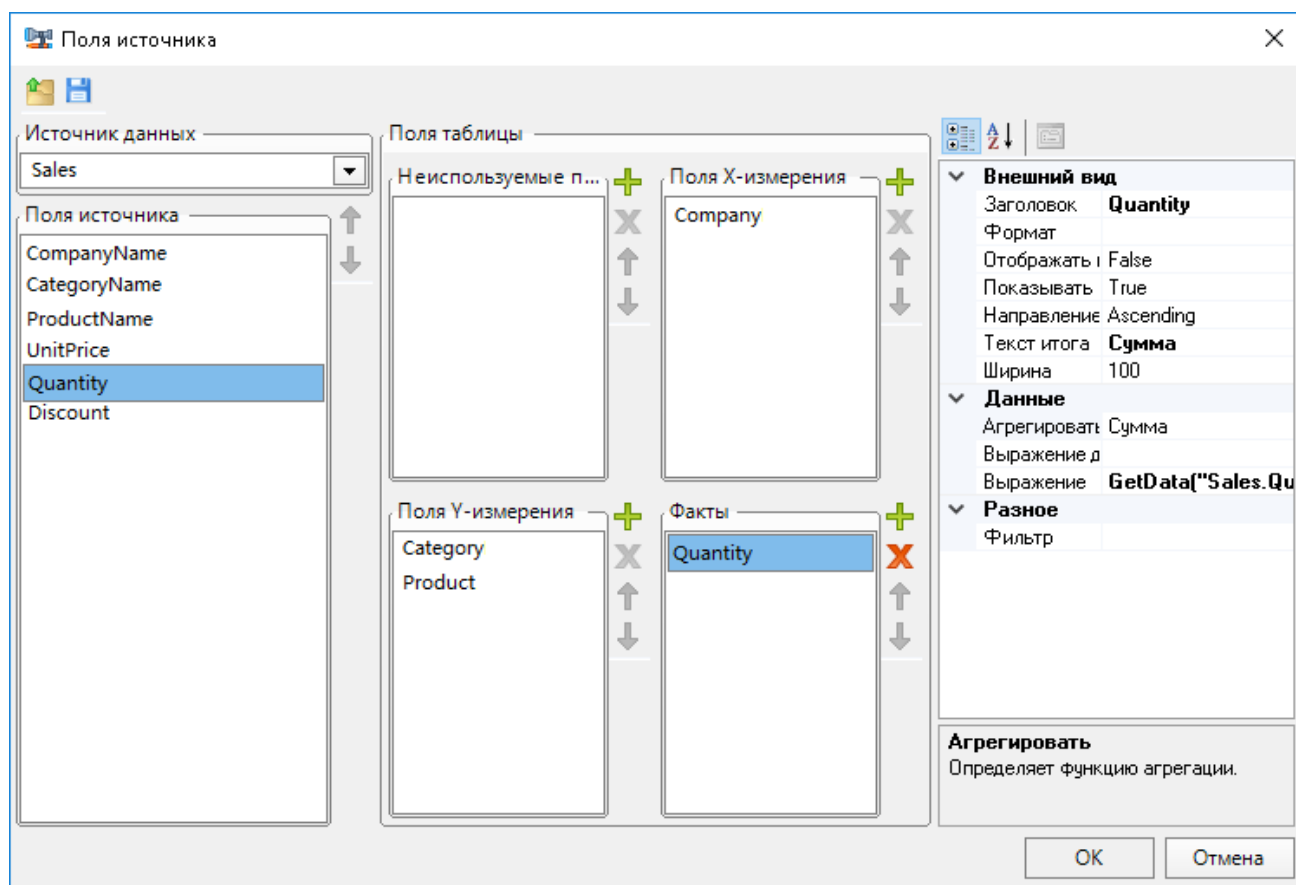 Поля источника
Источник данных
Sales
Поля источника
CompanyName
CategoryName
ProductName
UnitPrice
Quantity
Discount
Поля таблицы
Неиспользуемые п...
Поля X-измерения
Company
Поля Y-измерения
Category
Product
Факты
Quantity
Внешний вид
Заголовок Quantity
Формат
Отображать False
Показывать True
Направление Ascending
Текст итога Сумма
Ширина 100
Данные
Агрегировать Сумма
Выражение д
Выражение GetData("Sales.Qu
Разное
Фильтр
Агрегировать
Определяет функцию агрегации.
OK Отмена